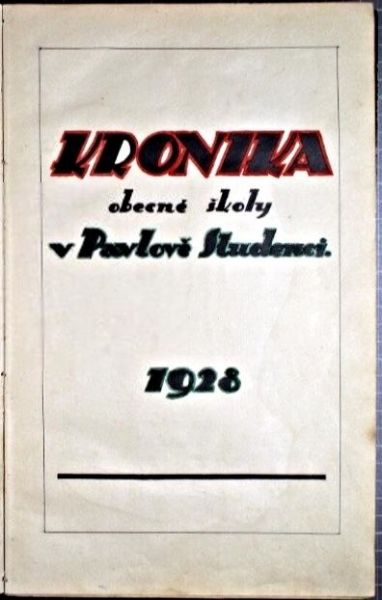 KRONIKA
obecné školy
v Pavlově Studenci.
1928